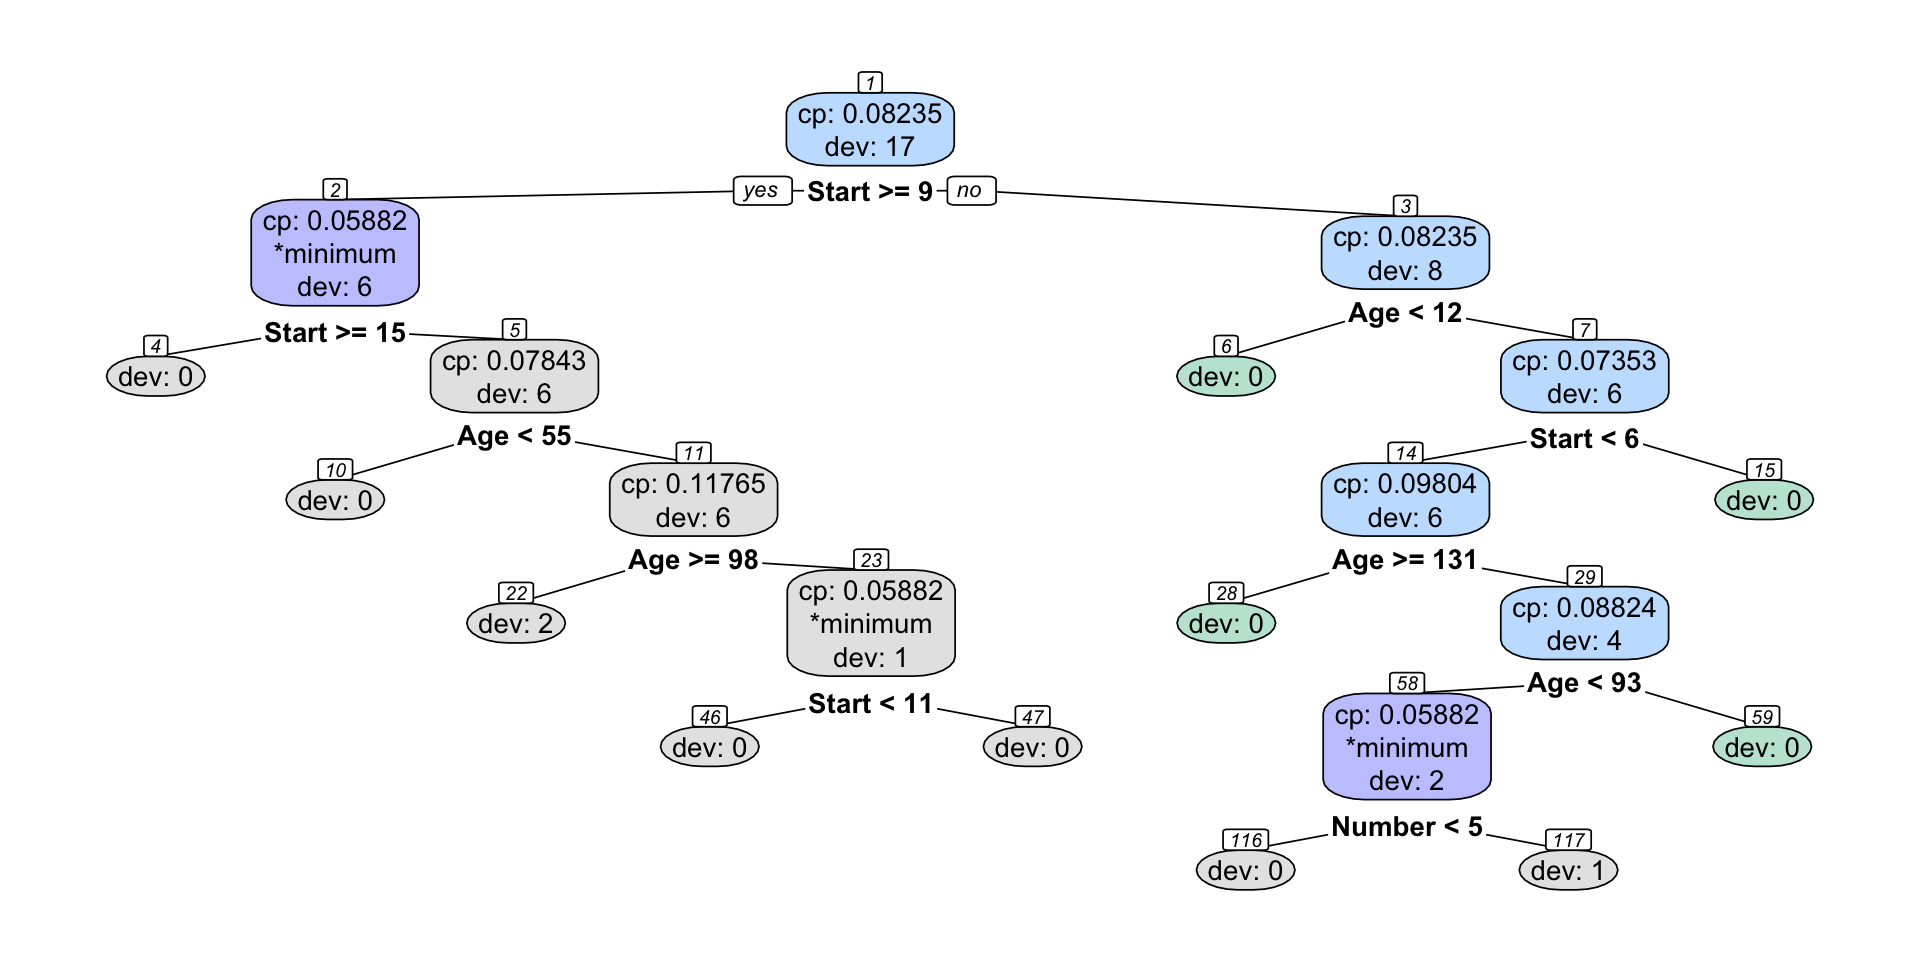 1
cp: 0.08235
dev: 17
yes Start >= 9 no
2
cp: 0.05882
*minimum
dev: 6
3
cp: 0.08235
dev: 8
Start >= 15
Age < 12
4
dev: 0
5
cp: 0.07843
dev: 6
6
dev: 0
7
cp: 0.07353
dev: 6
Age < 55
Start < 6
10
dev: 0
11
cp: 0.11765
dev: 6
14
cp: 0.09804
dev: 6
15
dev: 0
Age >= 98
Age >= 131
22
dev: 2
23
cp: 0.05882
*minimum
dev: 1
28
dev: 0
29
cp: 0.08824
dev: 4
Start < 11
Age < 93
46
dev: 0
47
dev: 0
58
cp: 0.05882
*minimum
dev: 2
59
dev: 0
Number < 5
116
dev: 0
117
dev: 1